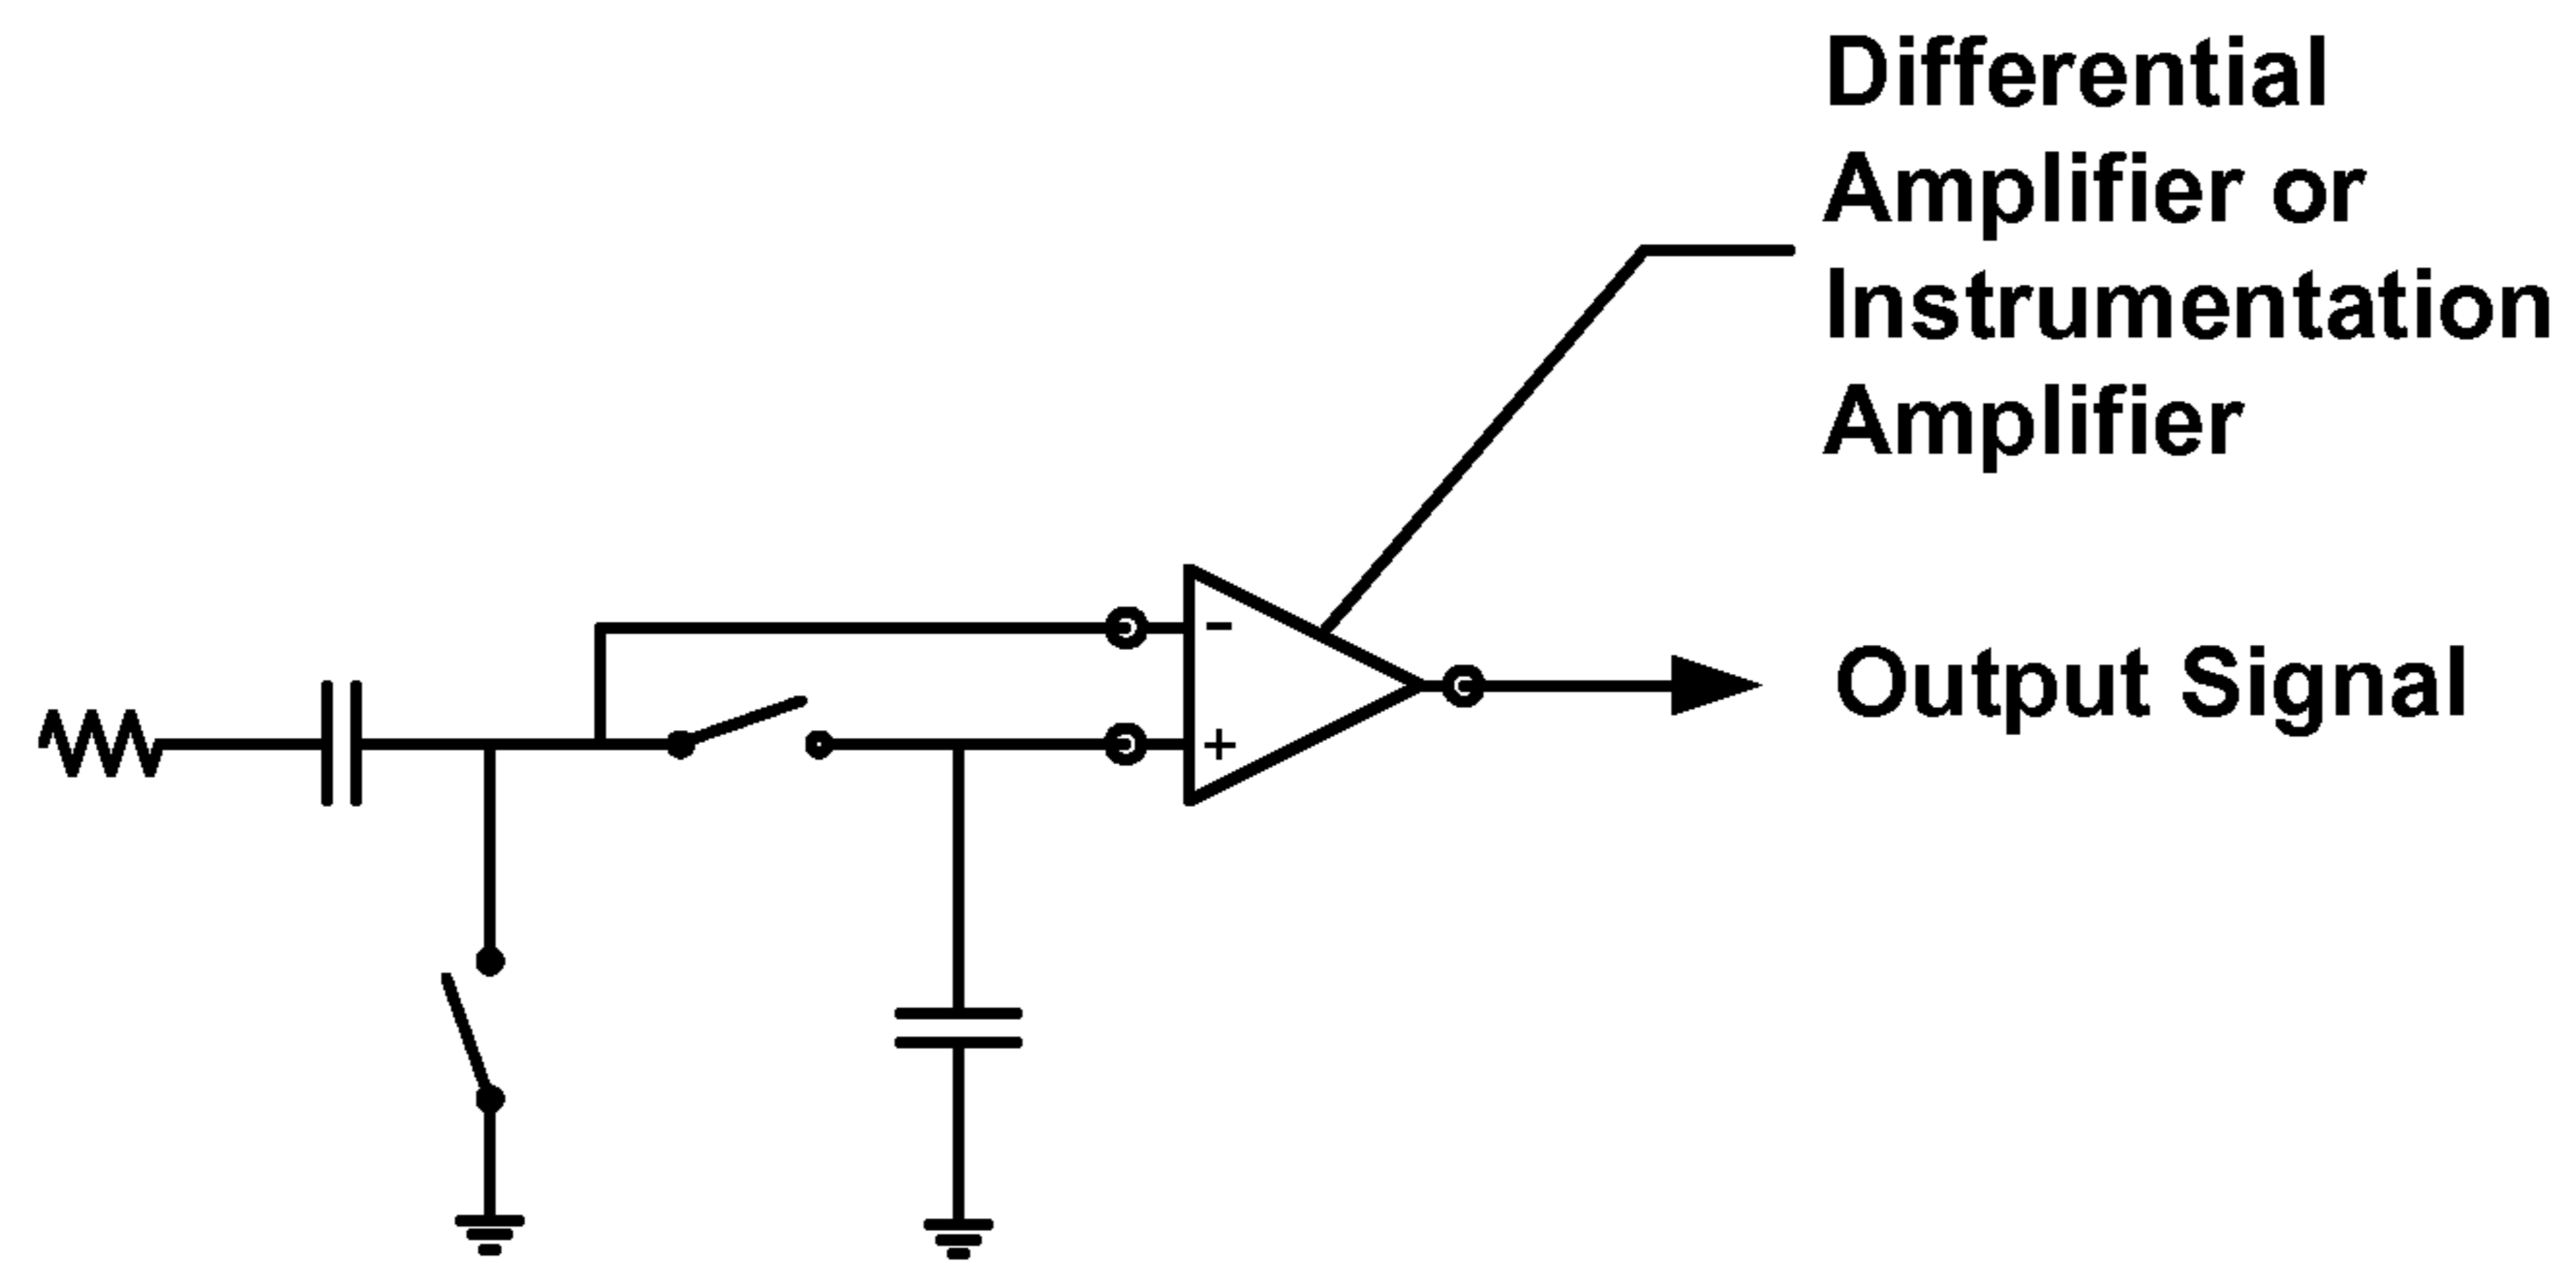 Differential
Amplifier or
Instrumentation
Amplifier
-
+
Output Signal